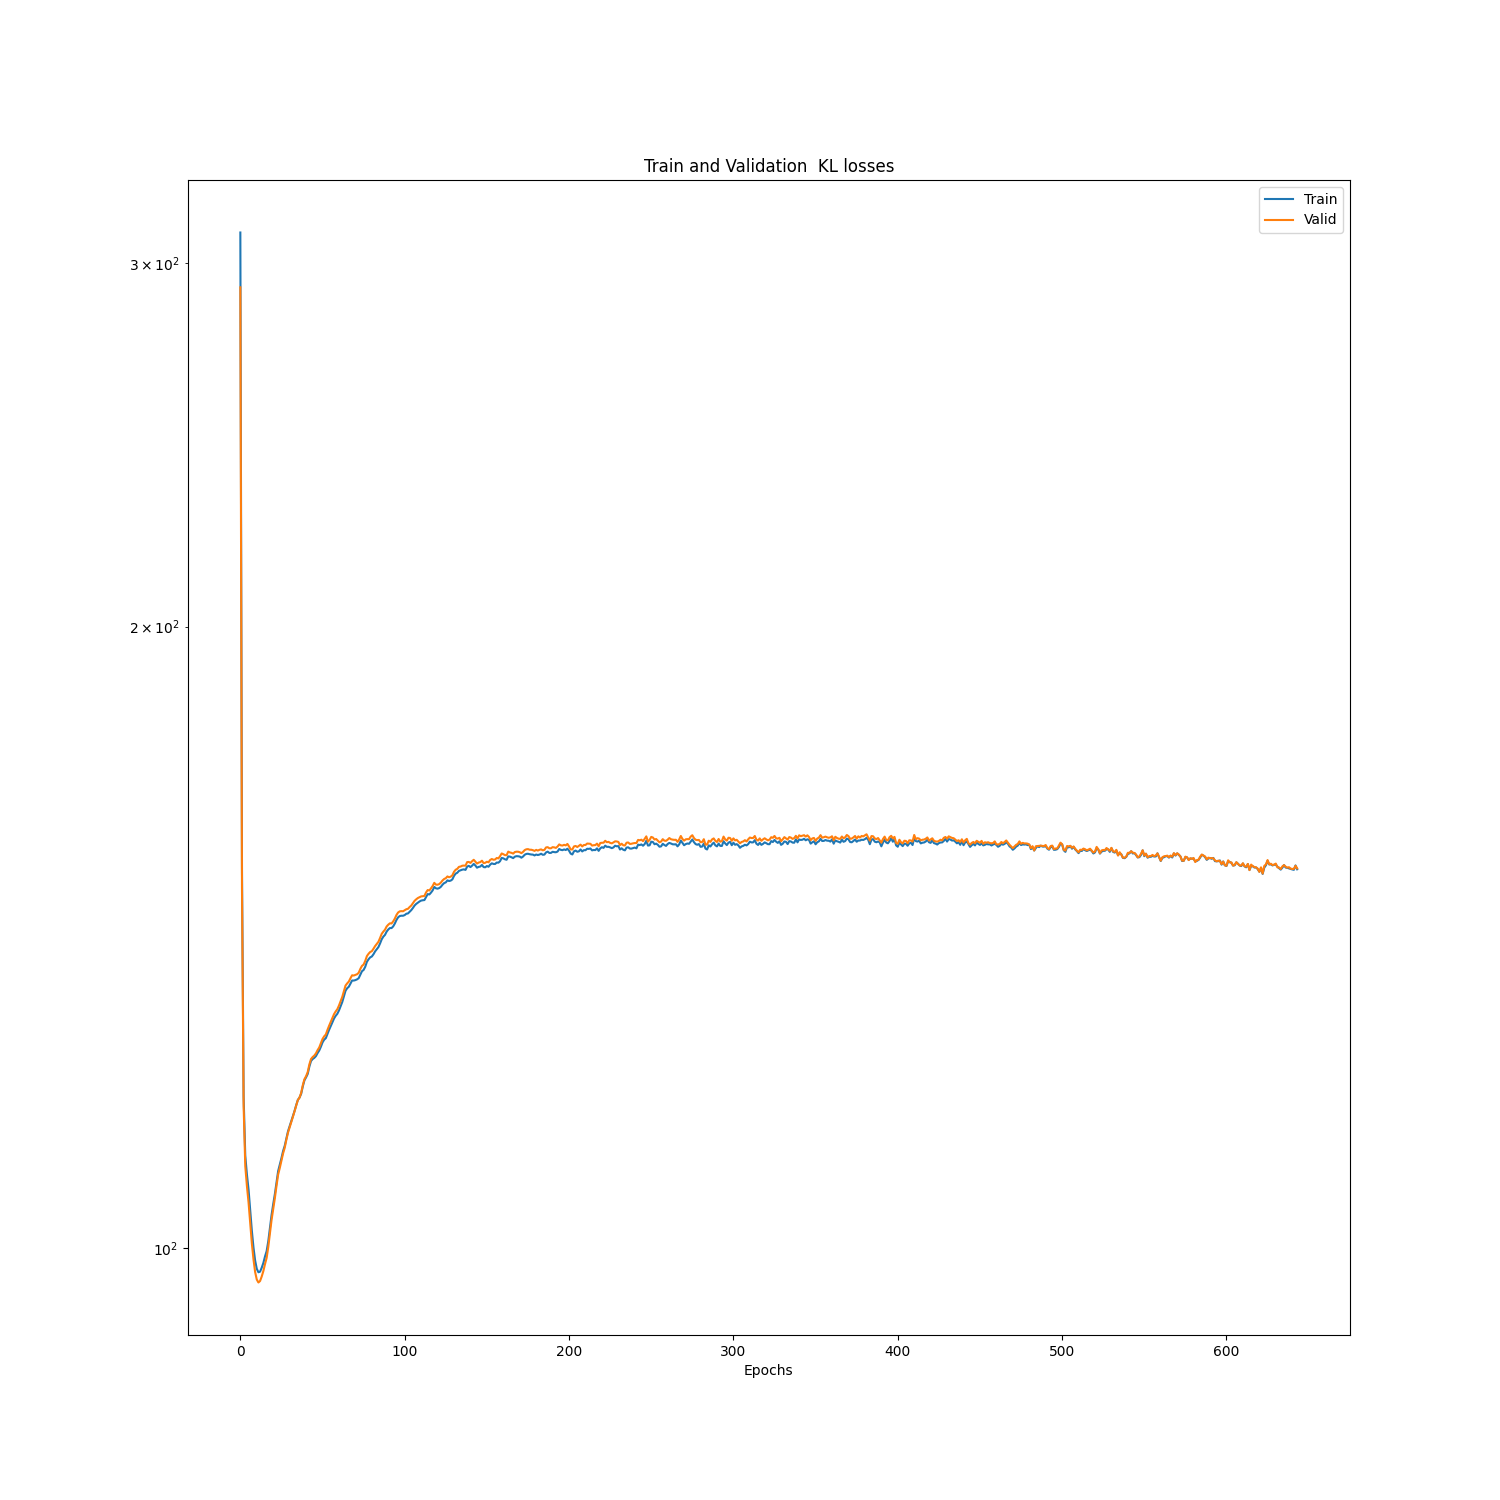 Train and Validation  KL losses
Train
Valid
3 × 10²
2 × 10²
10²
0 100 200 300 400 500 600
Epochs